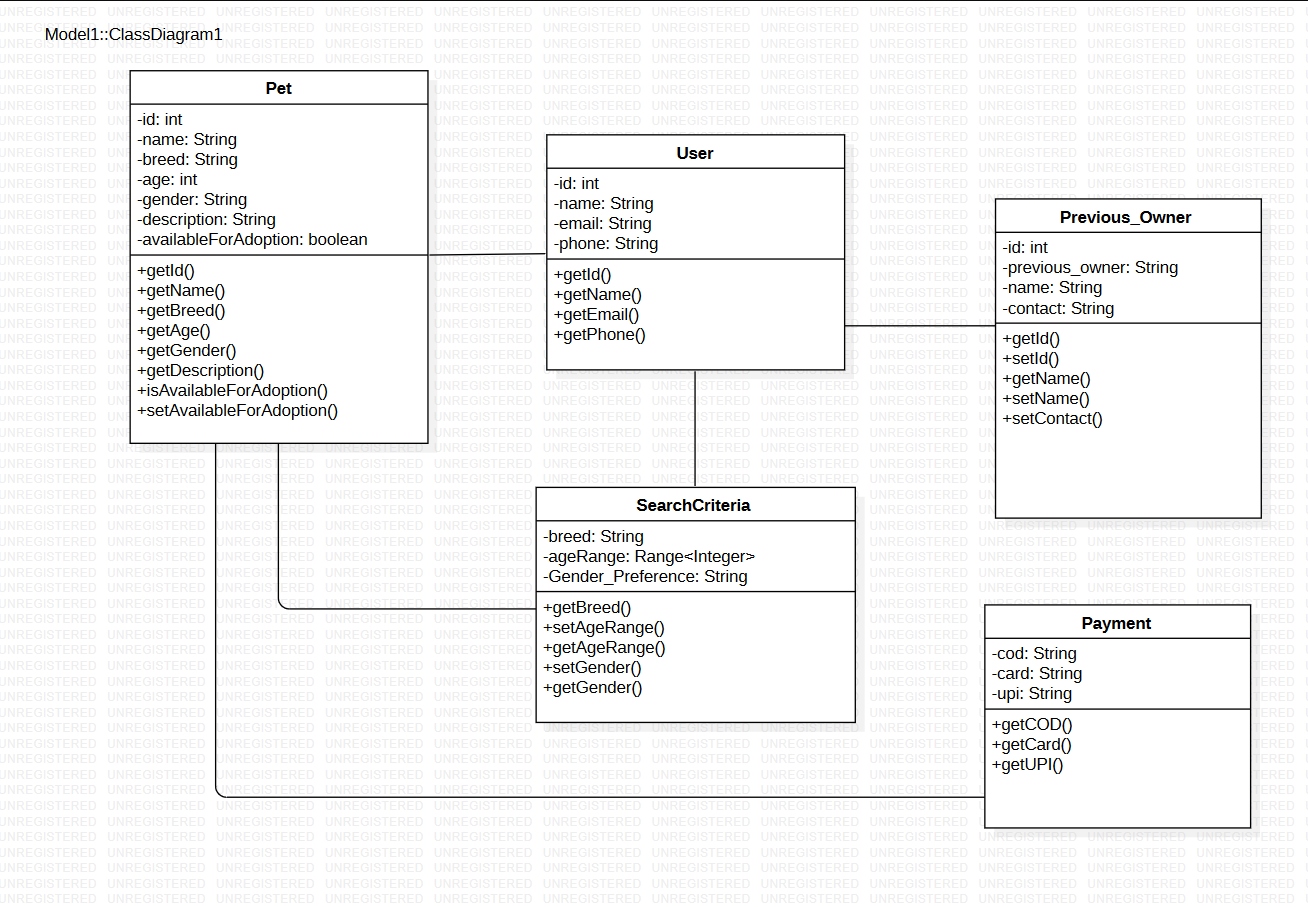 Model1::ClassDiagram1
Pet
-id: int
-name: String
-breed: String
-age: int
-gender: String
-description: String
-availableForAdoption: boolean
+getId()
+getName()
+getBreed()
+getAge()
+getGender()
+getDescription()
+isAvailableForAdoption()
+setAvailableForAdoption()
User
-id: int
-name: String
-email: String
-phone: String
+getId()
+getName()
+getEmail()
+getPhone()
Previous_Owner
-id: int
-previous_owner: String
-name: String
-contact: String
+getId()
+setId()
+getName()
+setName()
+setContact()
SearchCriteria
-breed: String
-ageRange: Range<Integer>
-Gender_Preference: String
+getBreed()
+setAgeRange()
+getAgeRange()
+setGender()
+getGender()
Payment
-cod: String
-card: String
-upi: String
+getCOD()
+getCard()
+getUPI()
UNREGISTERED